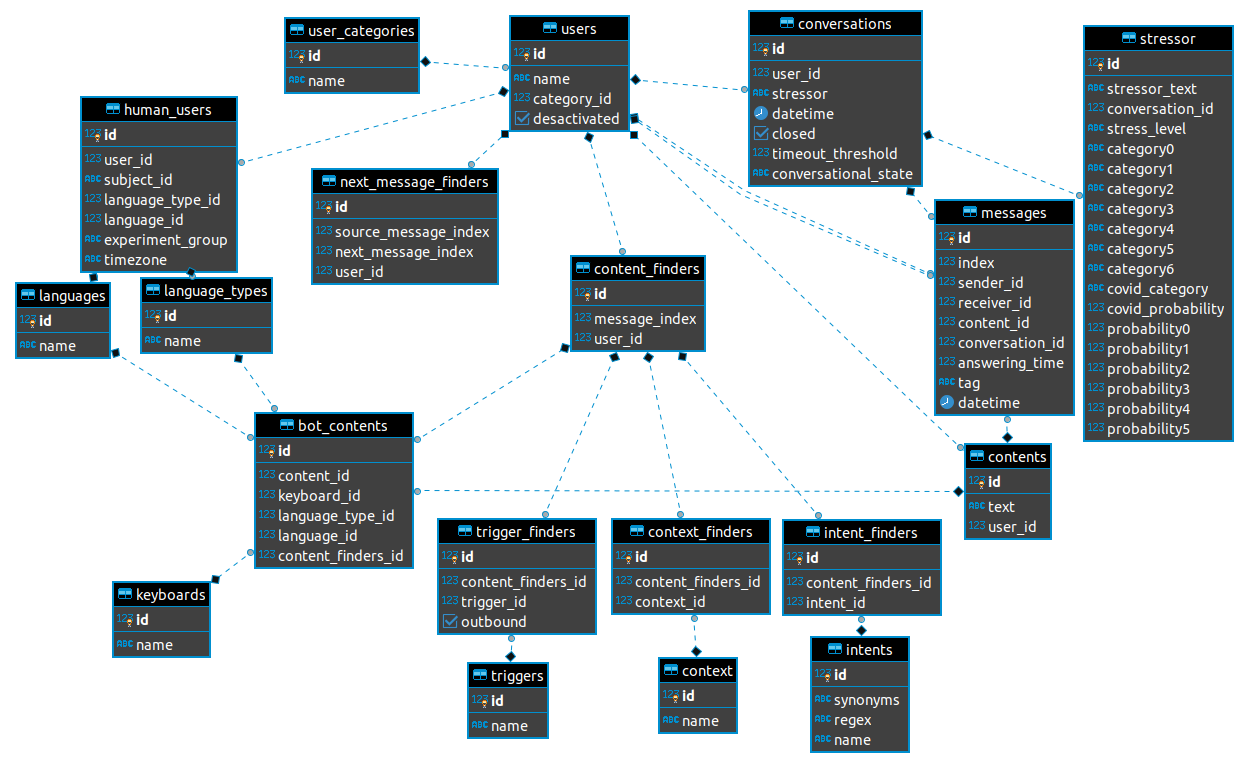 user_categories
id
name
users
id
name
category_id
desactivated
conversations
id
user_id
stressor
datetime
closed
timeout_threshold
conversational_state
stressor
id
stressor_text
conversation_id
stress_level
category0
category1
category2
category3
category4
category5
category6
covid_category
covid_probability
probability0
probability1
probability2
probability3
probability4
probability5
human_users
id
user_id
subject_id
language_type_id
language_id
experiment_group
timezone
next_message_finders
id
source_message_index
next_message_index
user_id
messages
id
index
sender_id
receiver_id
content_id
conversation_id
answering_time
tag
datetime
content_finders
id
message_index
user_id
languages
id
name
language_types
id
name
bot_contents
id
content_id
keyboard_id
language_type_id
language_id
content_finders_id
contents
id
text
user_id
trigger_finders
id
content_finders_id
trigger_id
outbound
context_finders
id
content_finders_id
context_id
intent_finders
id
content_finders_id
intent_id
keyboards
id
name
triggers
id
name
context
id
name
intents
id
synonyms
regex
name